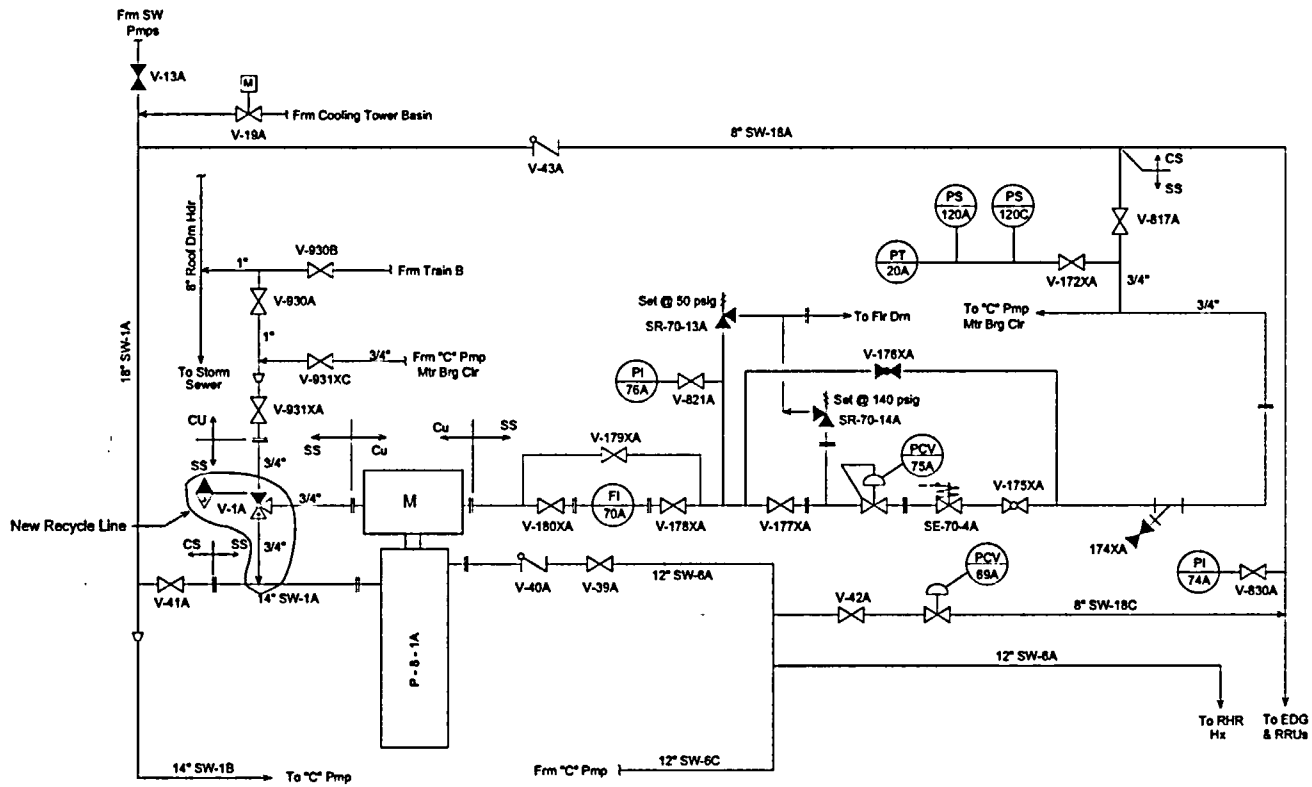 Frm SW
Pmps
V-13A
M
Frm Cooling Tower Basin
V-19A
8" SW-18A
V-43A
CS
SS
PS
120A
PS
120C
V-817A
8" Roof Drn Hdr
V-930B
1"
Frm Train B
PT
20A
V-172XA
V-930A
3/4"
Set @ 50 psig
SR-70-13A
To Flr Drn
To "C" Pmp
Mtr Brg Clr
3/4"
18" SW-1A
1"
3/4"
Frm "C" Pmp
Mtr Brg Clr
To Storm
Sewer
V-931XC
V-176XA
PI
76A
V-821A
Set @ 140 psig
SR-70-14A
V-931XA
CU
SS
SS
Cu
Cu
SS
V-179XA
PCV
75A
3/4"
3/4"
M
V-175XA
New Recycle Line
V-1A
V-180XA
FI
70A
V-178XA
V-177XA
SE-70-4A
174XA
3/4"
CS
SS
V-40A
V-39A
12" SW-6A
PCV
69A
PI
74A
V-830A
V-41A
14" SW-1A
V-42A
8" SW-18C
P - 8 - 1A
12" SW-6A
To RHR
Hx
To EDG
& RRUs
14" SW-1B
To "C" Pmp
Frm "C" Pmp
12" SW-6C